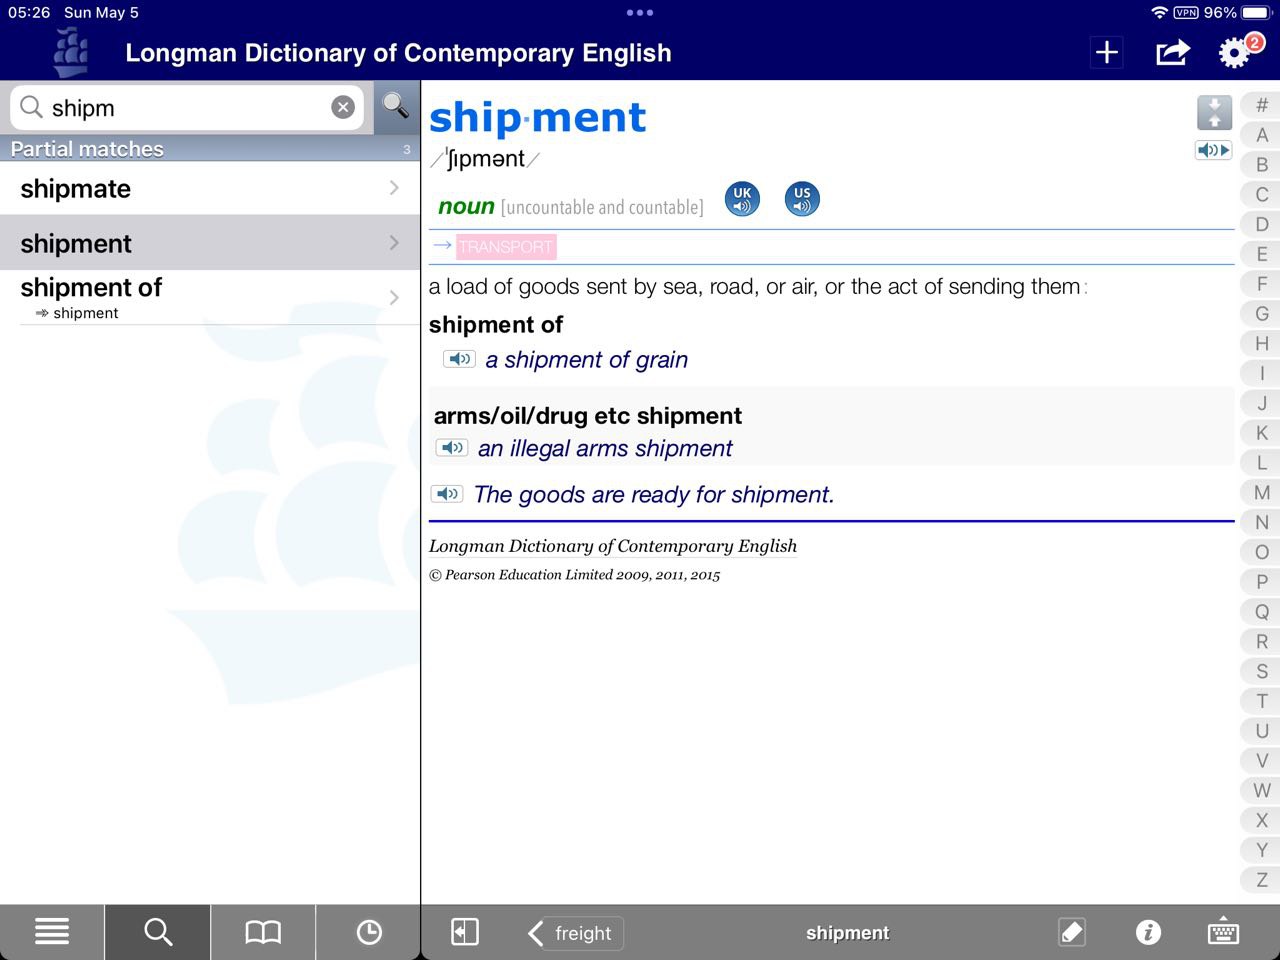 05:26 Sun May 5
VPN 96%
Longman Dictionary of Contemporary English
2
shipm
Partial matches 3
shipmate
shipment
shipment of
⇒ shipment
ship·ment
/ˈʃɪpmənt/
noun [uncountable and countable] UK US
→ TRANSPORT
a load of goods sent by sea, road, or air, or the act of sending them:
shipment of
a shipment of grain
arms/oil/drug etc shipment
an illegal arms shipment
The goods are ready for shipment.
Longman Dictionary of Contemporary English
© Pearson Education Limited 2009, 2011, 2015
#
A
B
C
D
E
F
G
H
I
J
K
L
M
N
O
P
Q
R
S
T
U
V
W
X
Y
Z
freight
shipment